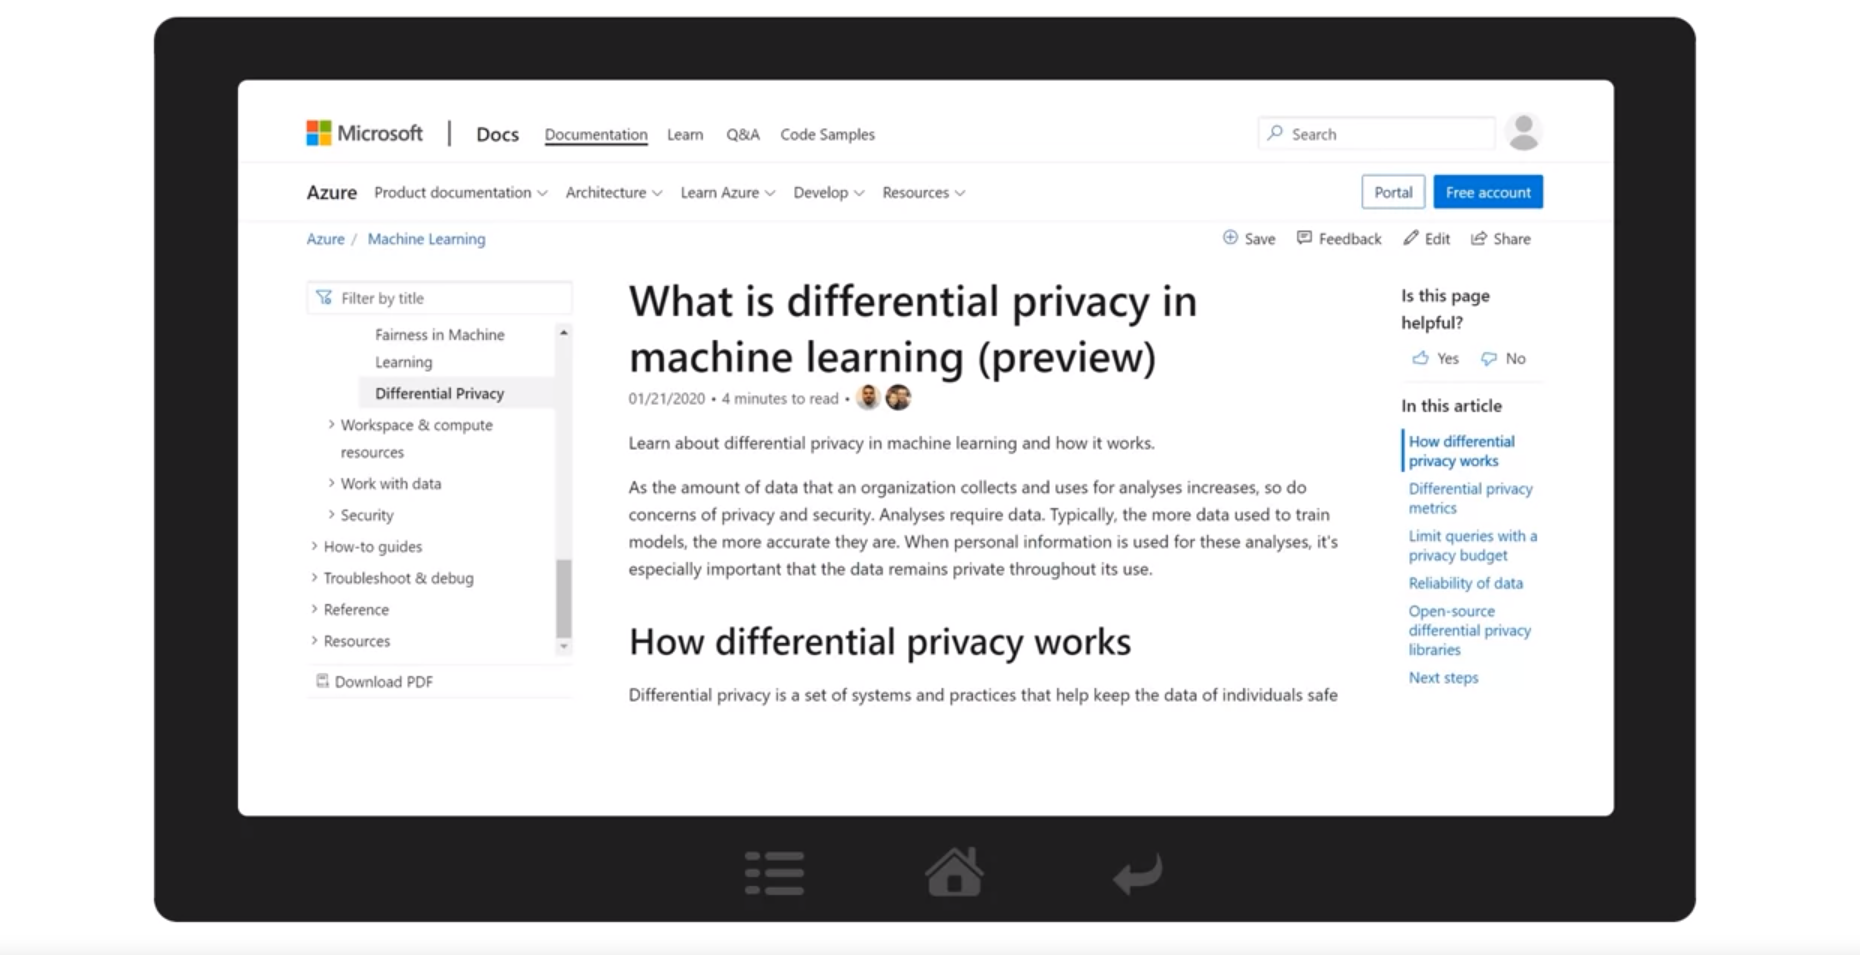 Microsoft | Docs Documentation Learn Q&A Code Samples Search
Azure Product documentation Architecture Learn Azure Develop Resources Portal Free account
Azure / Machine Learning Save Feedback Edit Share
Filter by title
Fairness in Machine
Learning
Differential Privacy
Workspace & compute
resources
Work with data
Security
How-to guides
Troubleshoot & debug
Reference
Resources
Download PDF
What is differential privacy in
machine learning (preview)
01/21/2020 • 4 minutes to read •
Learn about differential privacy in machine learning and how it works.
As the amount of data that an organization collects and uses for analyses increases, so do
concerns of privacy and security. Analyses require data. Typically, the more data used to train
models, the more accurate they are. When personal information is used for these analyses, it's
especially important that the data remains private throughout its use.
How differential privacy works
Differential privacy is a set of systems and practices that help keep the data of individuals safe
Is this page
helpful?
Yes No
In this article
How differential
privacy works
Differential privacy
metrics
Limit queries with a
privacy budget
Reliability of data
Open-source
differential privacy
libraries
Next steps